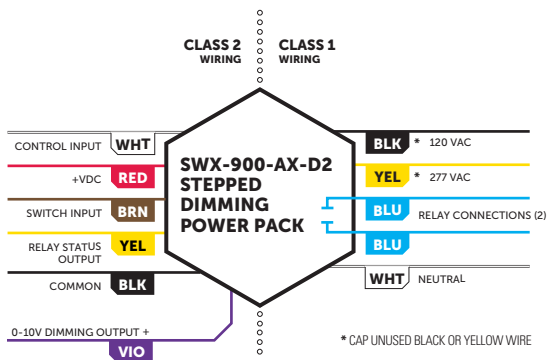 CLASS 2
WIRING
CLASS 1
WIRING
CONTROL INPUT WHT
+VDC RED
SWITCH INPUT BRN
RELAY STATUS
OUTPUT
YEL
COMMON BLK
0-10V DIMMING OUTPUT +
VIO
SWX-900-AX-D2
STEPPED
DIMMING
POWER PACK
BLK * 120 VAC
YEL * 277 VAC
BLU RELAY CONNECTIONS (2)
BLU
WHT NEUTRAL
* CAP UNUSED BLACK OR YELLOW WIRE